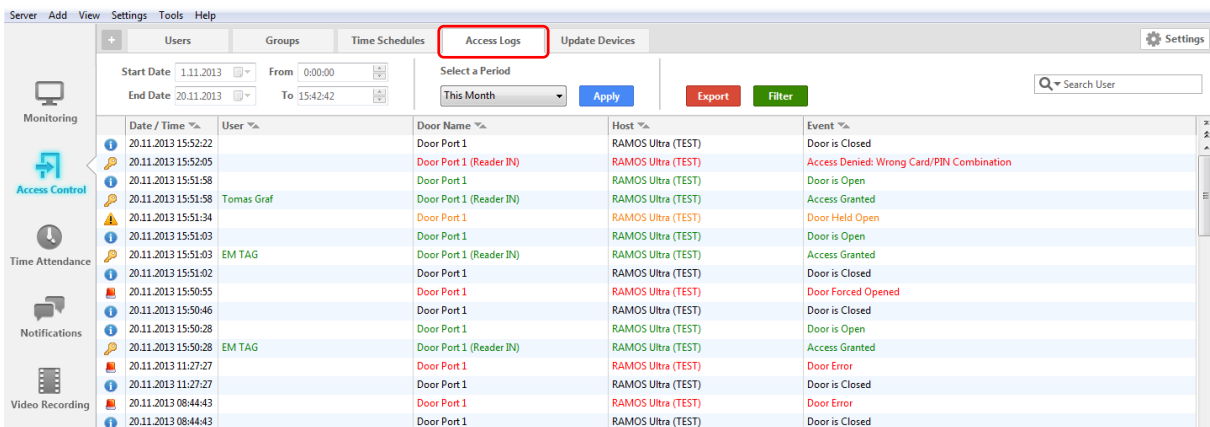 Server Add View Settings Tools Help
+ Users Groups Time Schedules Access Logs Update Devices Settings
Start Date 1.11.2013 From 0:00:00 Select a Period
End Date 20.11.2013 To 15:42:42 This Month Apply Export Filter Search User
Monitoring
Access Control
Time Attendance
Notifications
Video Recording
Date / Time User Door Name Host Event
20.11.2013 15:52:22 Door Port 1 RAMOS Ultra (TEST) Door is Closed
20.11.2013 15:52:05 Door Port 1 (Reader IN) RAMOS Ultra (TEST) Access Denied: Wrong Card/PIN Combination
20.11.2013 15:51:58 Door Port 1 RAMOS Ultra (TEST) Door is Open
20.11.2013 15:51:58 Tomas Graf Door Port 1 (Reader IN) RAMOS Ultra (TEST) Access Granted
20.11.2013 15:51:34 Door Port 1 RAMOS Ultra (TEST) Door Held Open
20.11.2013 15:51:03 Door Port 1 RAMOS Ultra (TEST) Door is Open
20.11.2013 15:51:03 EM TAG Door Port 1 (Reader IN) RAMOS Ultra (TEST) Access Granted
20.11.2013 15:51:02 Door Port 1 RAMOS Ultra (TEST) Door is Closed
20.11.2013 15:50:55 Door Port 1 RAMOS Ultra (TEST) Door Forced Opened
20.11.2013 15:50:46 Door Port 1 RAMOS Ultra (TEST) Door is Closed
20.11.2013 15:50:28 Door Port 1 RAMOS Ultra (TEST) Door is Open
20.11.2013 15:50:28 EM TAG Door Port 1 (Reader IN) RAMOS Ultra (TEST) Access Granted
20.11.2013 11:27:27 Door Port 1 RAMOS Ultra (TEST) Door Error
20.11.2013 11:27:27 Door Port 1 RAMOS Ultra (TEST) Door is Closed
20.11.2013 08:44:43 Door Port 1 RAMOS Ultra (TEST) Door Error
20.11.2013 08:44:43 Door Port 1 RAMOS Ultra (TEST) Door is Closed